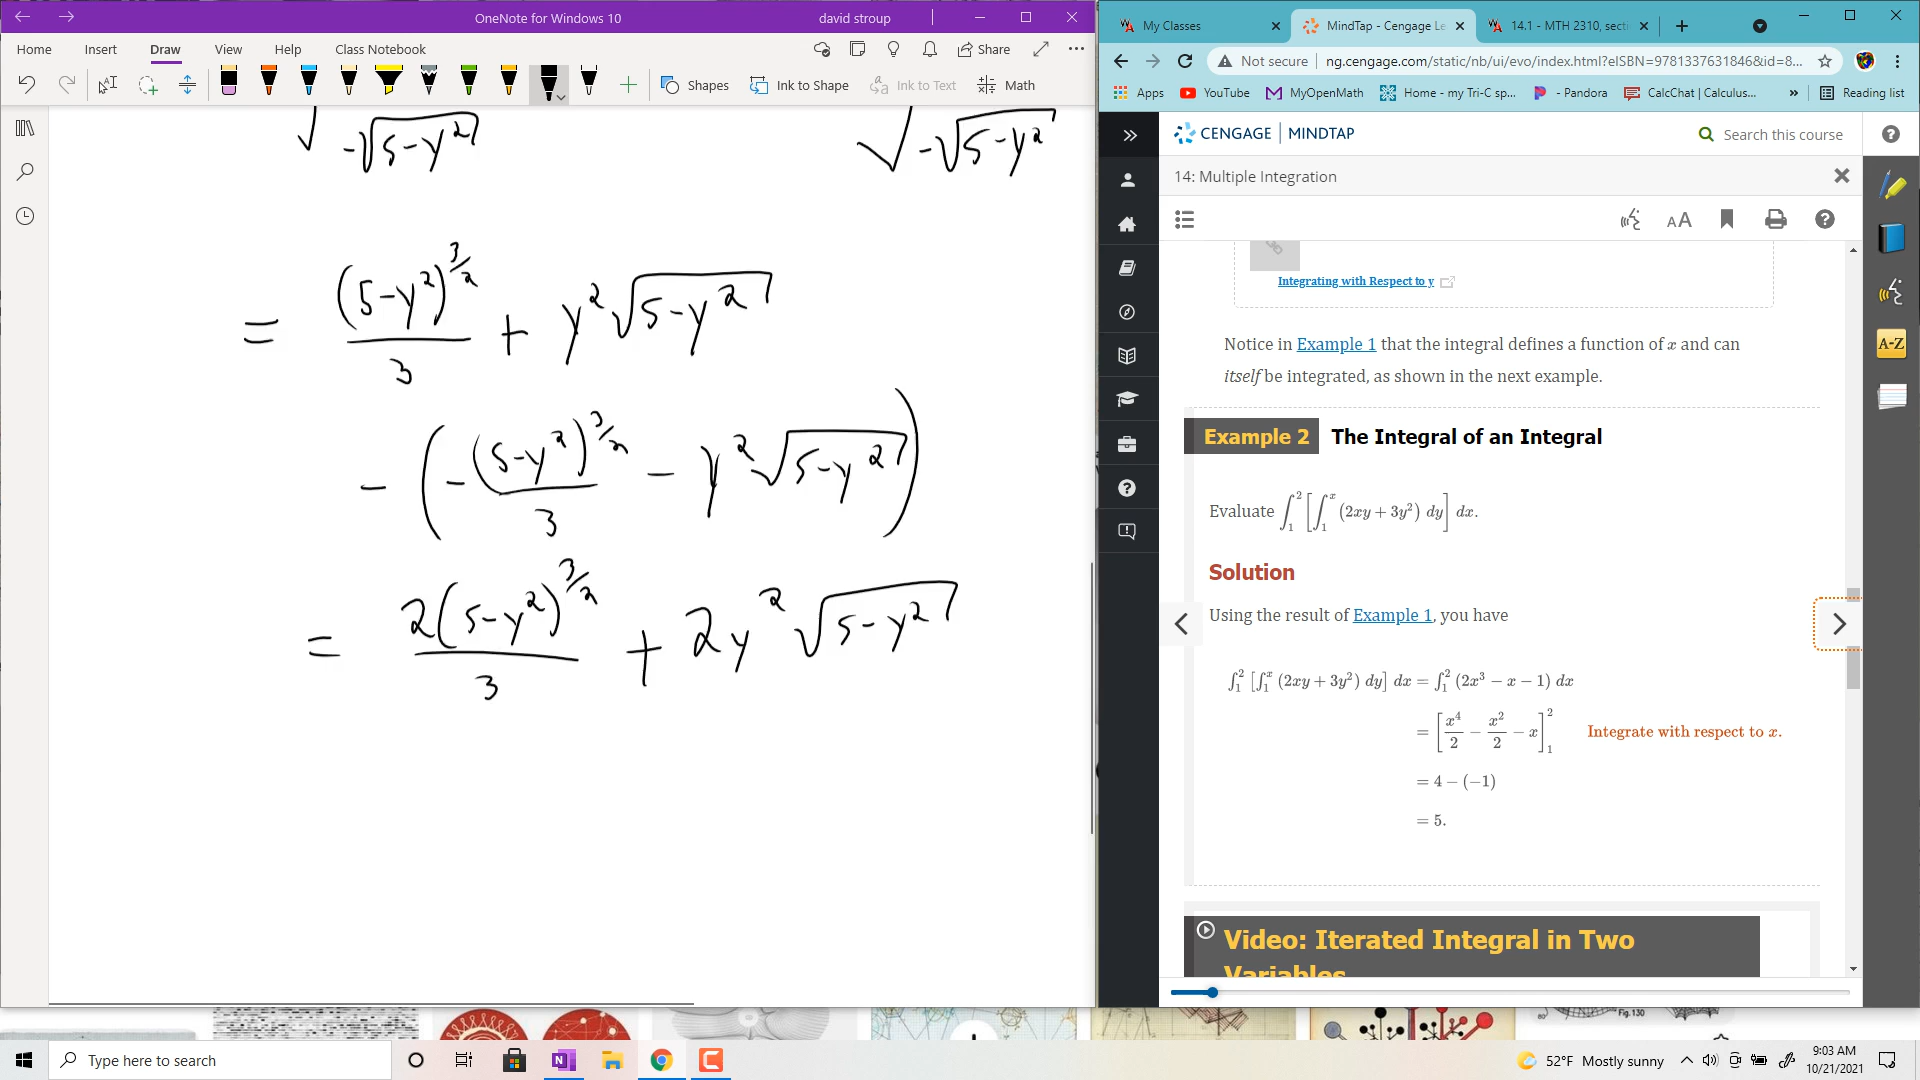 OneNote for Windows 10
david stroup
Home Insert Draw View Help Class Notebook
Share
Shapes Ink to Shape Ink to Text Math
-√5-y² -√5-y²
= (5-y²)^3/2 / 3 + y²√5-y²
- ( - (5-y²)^3/2 / 3 - y²√5-y² )
= 2(5-y²)^3/2 / 3 + 2y²√5-y²
My Classes
MindTap - Cengage Le
14.1 - MTH 2310, secti
Not secure ng.cengage.com/static/nb/ui/evo/index.html?eISBN=9781337631846&id=8...
Apps YouTube MyOpenMath Home - my Tri-C sp... - Pandora CalcChat | Calculus... » Reading list
CENGAGE | MINDTAP
Search this course
14: Multiple Integration
AA
A-Z
Integrating with Respect to y
Notice in Example 1 that the integral defines a function of x and can
itself be integrated, as shown in the next example.
Example 2 The Integral of an Integral
Evaluate ∫₁² [∫₁ˣ (2xy + 3y²) dy] dx.
Solution
Using the result of Example 1, you have
∫₁² [∫₁ˣ (2xy + 3y²) dy] dx = ∫₁² (2x³ − x − 1) dx
= [x⁴/2 − x²/2 − x]₁² Integrate with respect to x.
= 4 − (−1)
= 5.
Video: Iterated Integral in Two
Variables
Fig. 130
Type here to search
52°F Mostly sunny
9:03 AM
10/21/2021